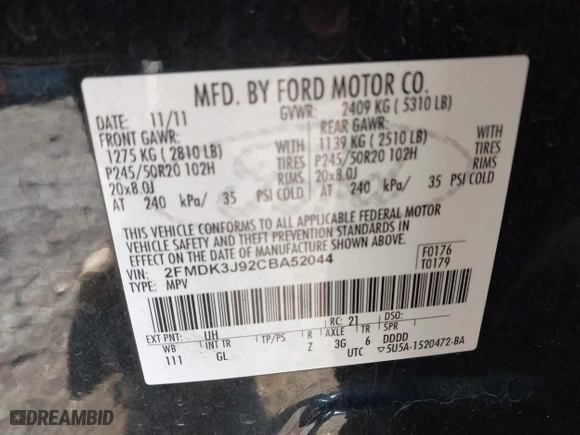 MFD. BY FORD MOTOR CO.
DATE: 11/11 GVWR: 2409 KG ( 5310 LB)
FRONT GAWR: REAR GAWR:
1275 KG ( 2810 LB) WITH 1139 KG ( 2510 LB) WITH
P245/50R20 102H TIRES P245/50R20 102H TIRES
20x8.0J RIMS 20x8.0J RIMS
AT 240 kPa/ 35 PSI COLD AT 240 kPa/ 35 PSI COLD
THIS VEHICLE CONFORMS TO ALL APPLICABLE FEDERAL MOTOR
VEHICLE SAFETY AND THEFT PREVENTION STANDARDS IN
EFFECT ON THE DATE OF MANUFACTURE SHOWN ABOVE.
VIN: 2FMDK3J92CBA52044 F0176
TYPE: MPV T0179
EXT PNT: UH RC: 21 DSO:
WB INT TR TP/PS R AXLE TR SPR
111 GL Z 3G 6 DDDD
UTC ▽5U5A-1520472-BA
DREAMBID